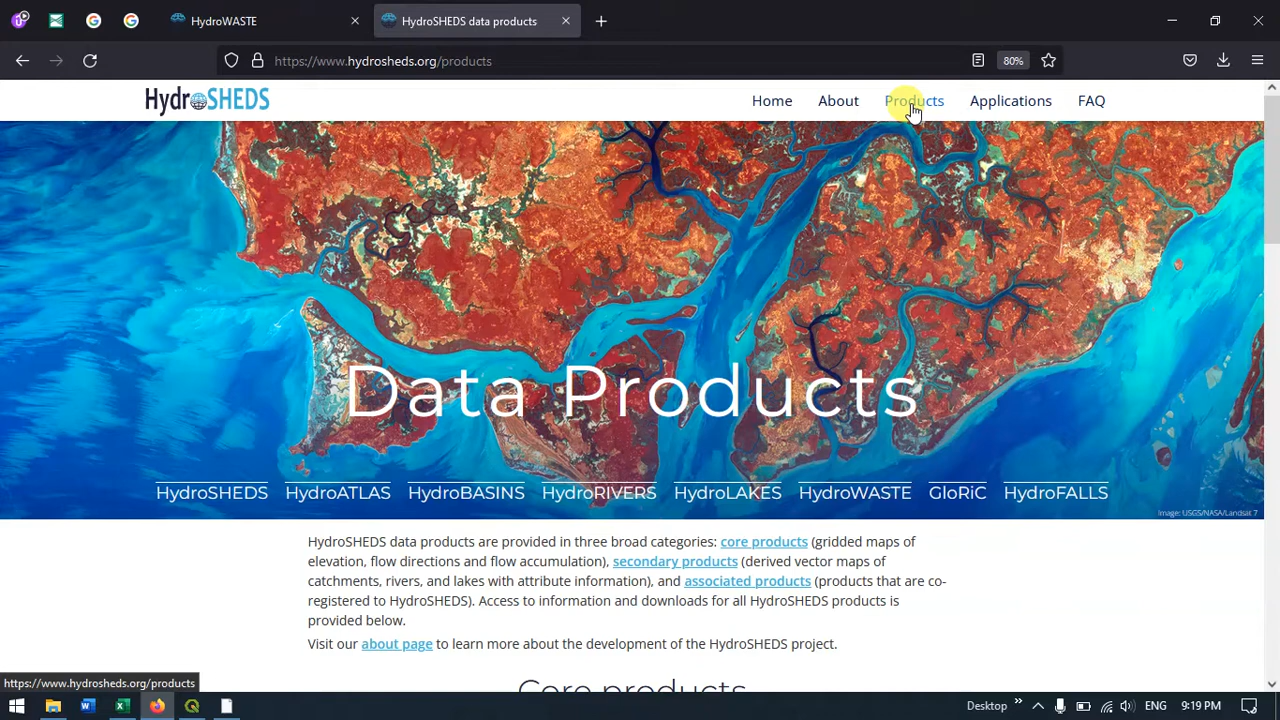 HydroWASTE
HydroSHEDS data products
https://www.hydrosheds.org/products
80%
HydroSHEDS
Home About Products Applications FAQ
Data Products
HydroSHEDS HydroATLAS HydroBASINS HydroRIVERS HydroLAKES HydroWASTE GloRiC HydroFALLS
Image: USGS/NASA/Landsat 7
HydroSHEDS data products are provided in three broad categories: core products (gridded maps of
elevation, flow directions and flow accumulation), secondary products (derived vector maps of
catchments, rivers, and lakes with attribute information), and associated products (products that are co-
registered to HydroSHEDS). Access to information and downloads for all HydroSHEDS products is
provided below.
Visit our about page to learn more about the development of the HydroSHEDS project.
Core products
https://www.hydrosheds.org/products
Desktop ENG 9:19 PM